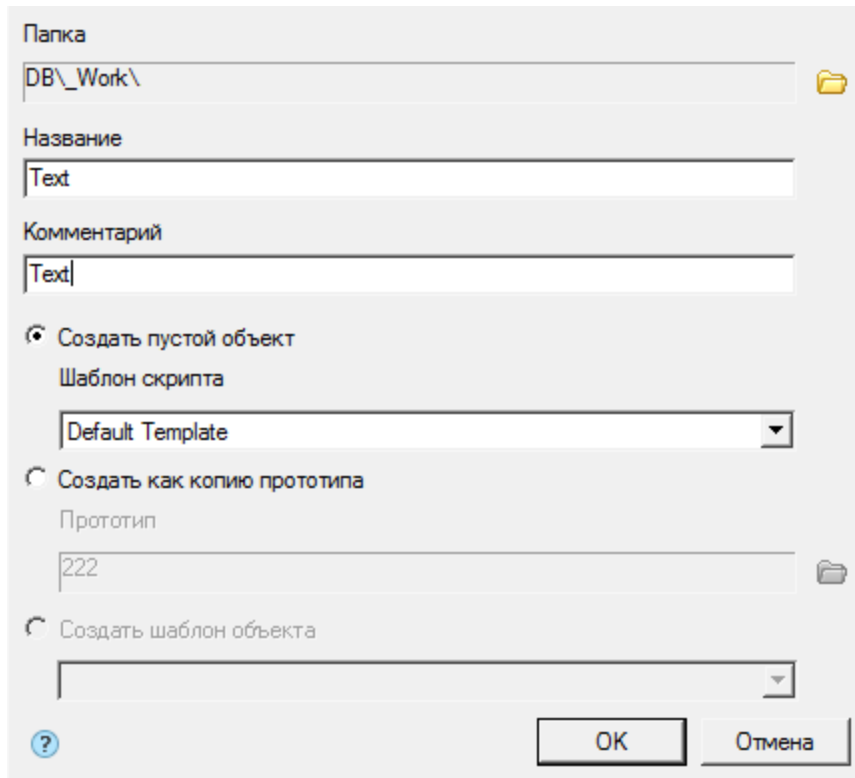 Папка
DB\_Work\
Название
Text
Комментарий
Text
Создать пустой объект
Шаблон скрипта
Default Template
Создать как копию прототипа
Прототип
222
Создать шаблон объекта
?
OK
Отмена